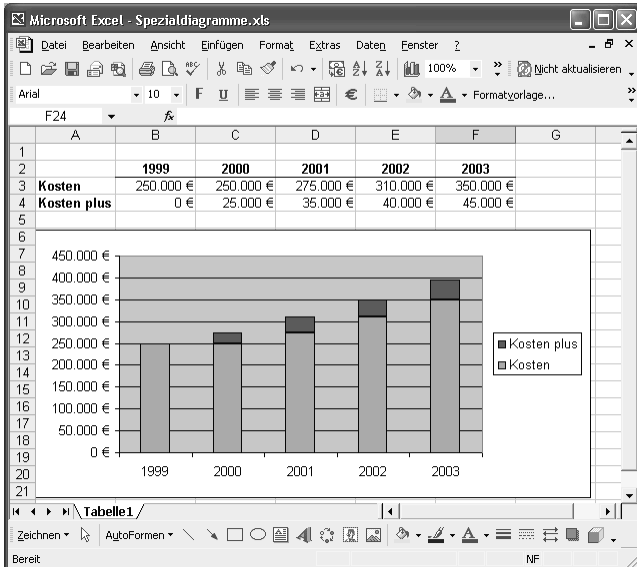 Microsoft Excel - Spezialdiagramme.xls
Datei Bearbeiten Ansicht Einfügen Format Extras Daten Fenster ?
100% Nicht aktualisieren
Arial 10 F U € A Formatvorlage...
F24 fx
A B C D E F G
1
2 1999 2000 2001 2002 2003
3 Kosten 250.000 € 250.000 € 275.000 € 310.000 € 350.000 €
4 Kosten plus 0 € 25.000 € 35.000 € 40.000 € 45.000 €
5
6
7
8
9
10
11
12
13
14
15
16
17
18
19
20
21
450.000 €
400.000 €
350.000 €
300.000 €
250.000 €
200.000 €
150.000 €
100.000 €
50.000 €
0 €
1999 2000 2001 2002 2003
Kosten plus
Kosten
Tabelle1
Zeichnen AutoFormen A A
Bereit NF